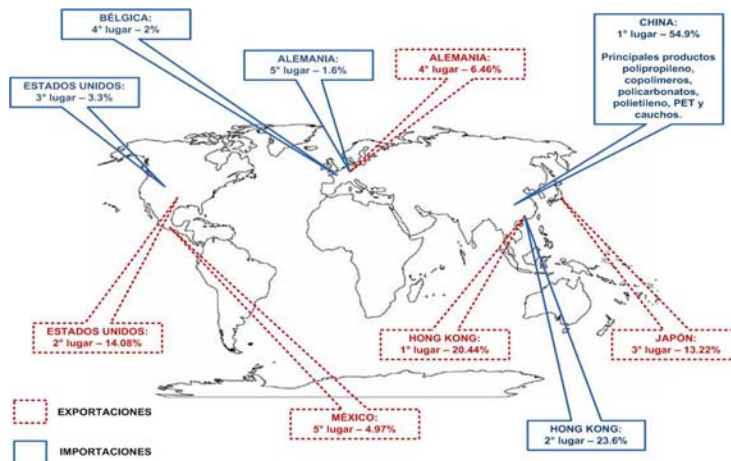 BÉLGICA:
4° lugar – 2%
ALEMANIA:
5° lugar – 1.6%
ALEMANIA:
4° lugar – 6.46%
CHINA:
1° lugar – 54.9%
Principales productos
polipropileno,
copolímeros,
policarbonatos,
polietileno, PET y
cauchos.
ESTADOS UNIDOS:
3° lugar – 3.3%
ESTADOS UNIDOS:
2° lugar – 14.08%
HONG KONG:
1° lugar – 20.44%
JAPÓN:
3° lugar – 13.22%
MÉXICO:
5° lugar – 4.97%
HONG KONG:
2° lugar – 23.6%
EXPORTACIONES
IMPORTACIONES